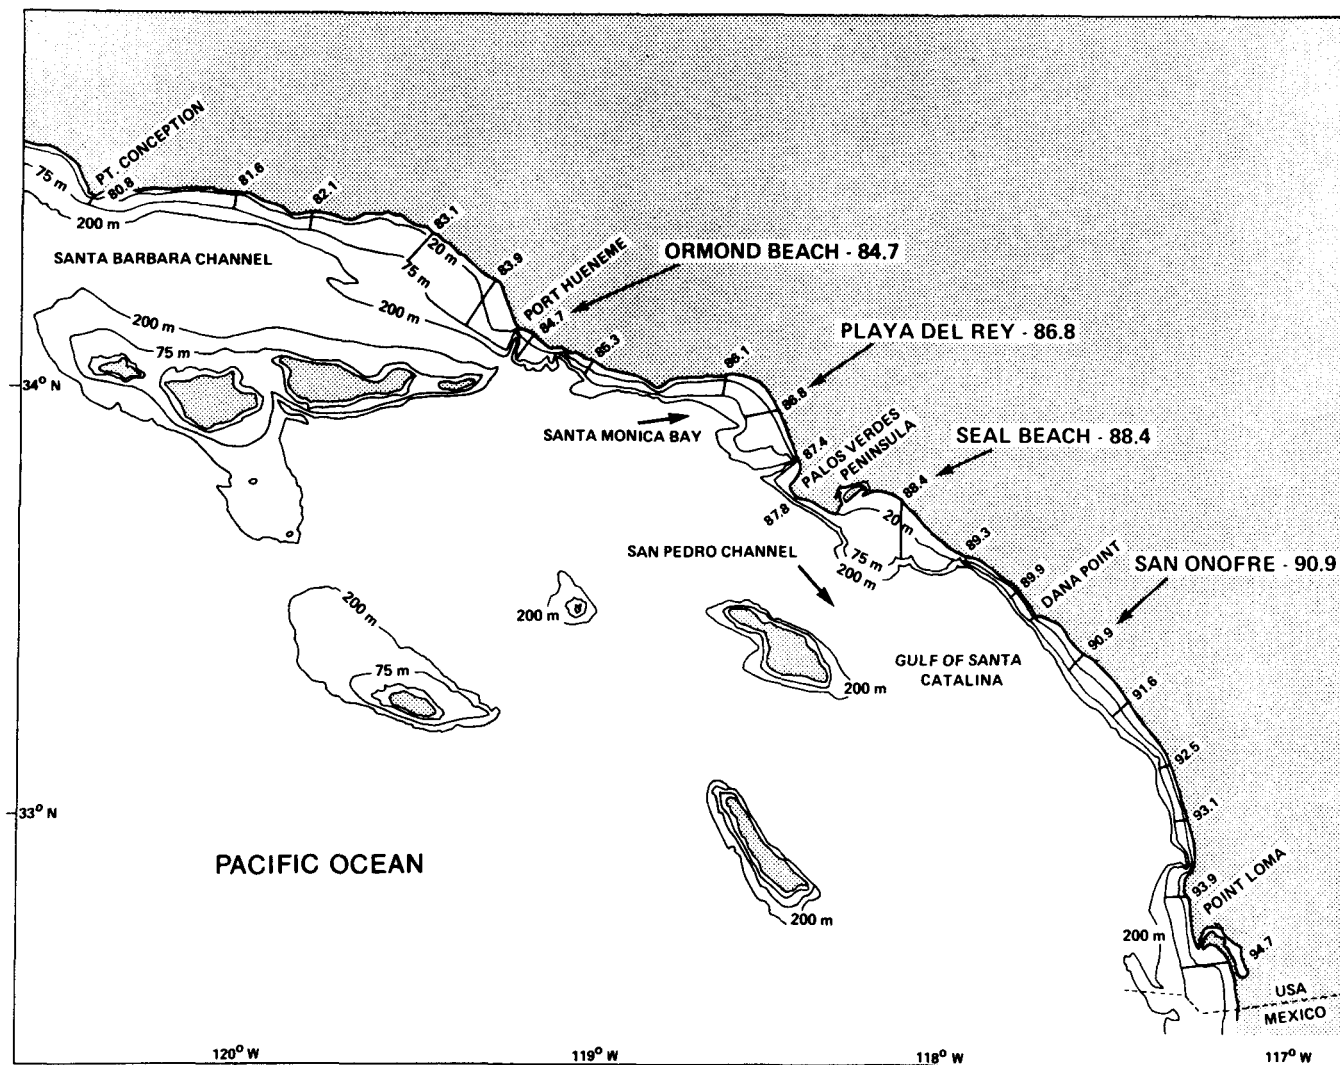 PT. CONCEPTION
75 m
80.8
81.6
82.1
83.1
200 m
20 m
SANTA BARBARA CHANNEL
75 m
83.9
PORT HUENEME
ORMOND BEACH - 84.7
200 m
200 m
84.7
75 m
85.3
86.1
PLAYA DEL REY - 86.8
34° N
86.8
SANTA MONICA BAY
87.4
PALOS VERDES
PENINSULA
SEAL BEACH - 88.4
88.4
87.8
20 m
SAN PEDRO CHANNEL
75 m
200 m
89.3
89.9
DANA POINT
SAN ONOFRE - 90.9
200 m
200 m
90.9
75 m
GULF OF SANTA
CATALINA
200 m
91.6
92.5
33° N
93.1
PACIFIC OCEAN
93.9
POINT LOMA
200 m
200 m
94.7
USA
MEXICO
120° W
119° W
118° W
117° W